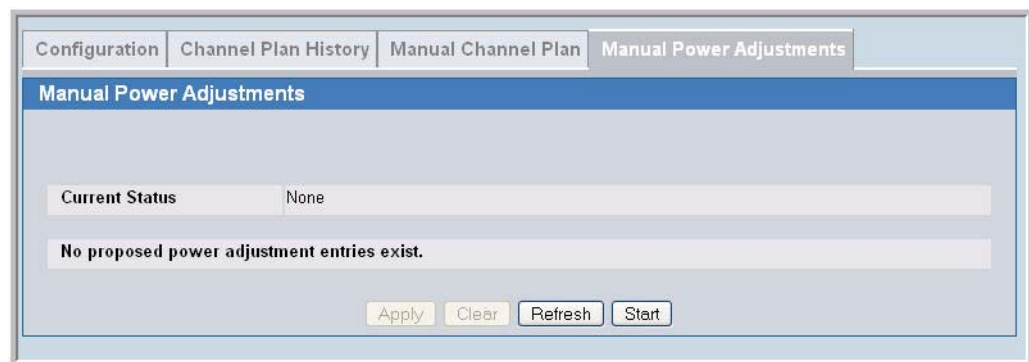 Configuration Channel Plan History Manual Channel Plan Manual Power Adjustments
Manual Power Adjustments
Current Status None
No proposed power adjustment entries exist.
Apply Clear Refresh Start